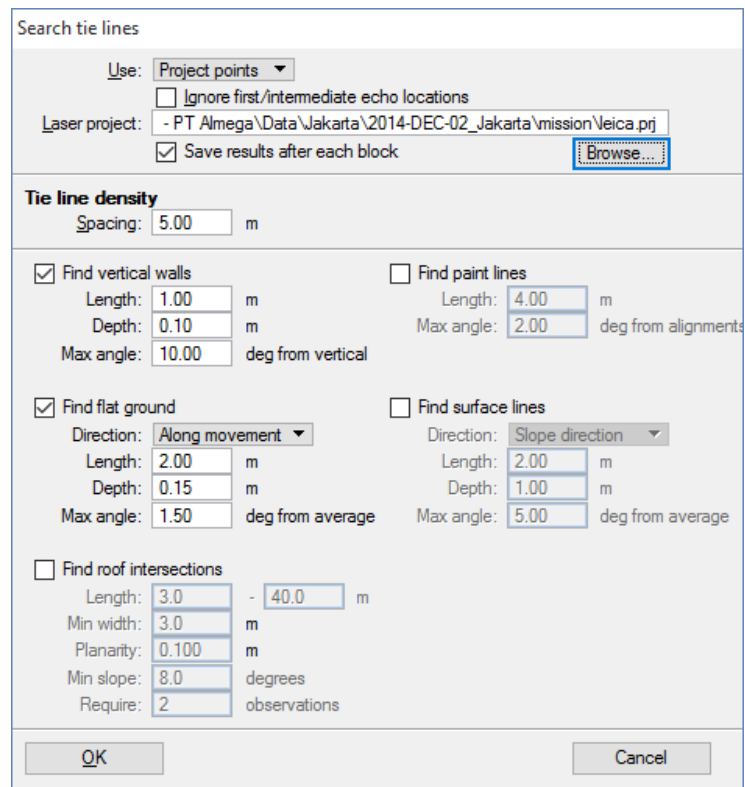 Search tie lines
Use: Project points
Ignore first/intermediate echo locations
Laser project: - PT Almega\Data\Jakarta\2014-DEC-02_Jakarta\mission\leica.prj
Save results after each block Browse...
Tie line density
Spacing: 5.00 m
Find vertical walls
Length: 1.00 m
Depth: 0.10 m
Max angle: 10.00 deg from vertical
Find paint lines
Length: 4.00 m
Max angle: 2.00 deg from alignments
Find flat ground
Direction: Along movement
Length: 2.00 m
Depth: 0.15 m
Max angle: 1.50 deg from average
Find surface lines
Direction: Slope direction
Length: 2.00 m
Depth: 1.00 m
Max angle: 5.00 deg from average
Find roof intersections
Length: 3.0 - 40.0 m
Min width: 3.0 m
Planarity: 0.100 m
Min slope: 8.0 degrees
Require: 2 observations
OK Cancel